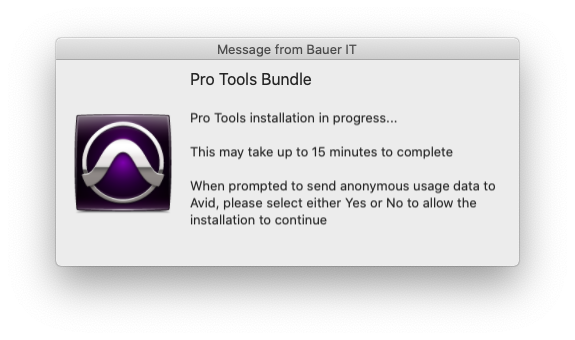 Message from Bauer IT
Pro Tools Bundle
Pro Tools installation in progress...
This may take up to 15 minutes to complete
When prompted to send anonymous usage data to
Avid, please select either Yes or No to allow the
installation to continue